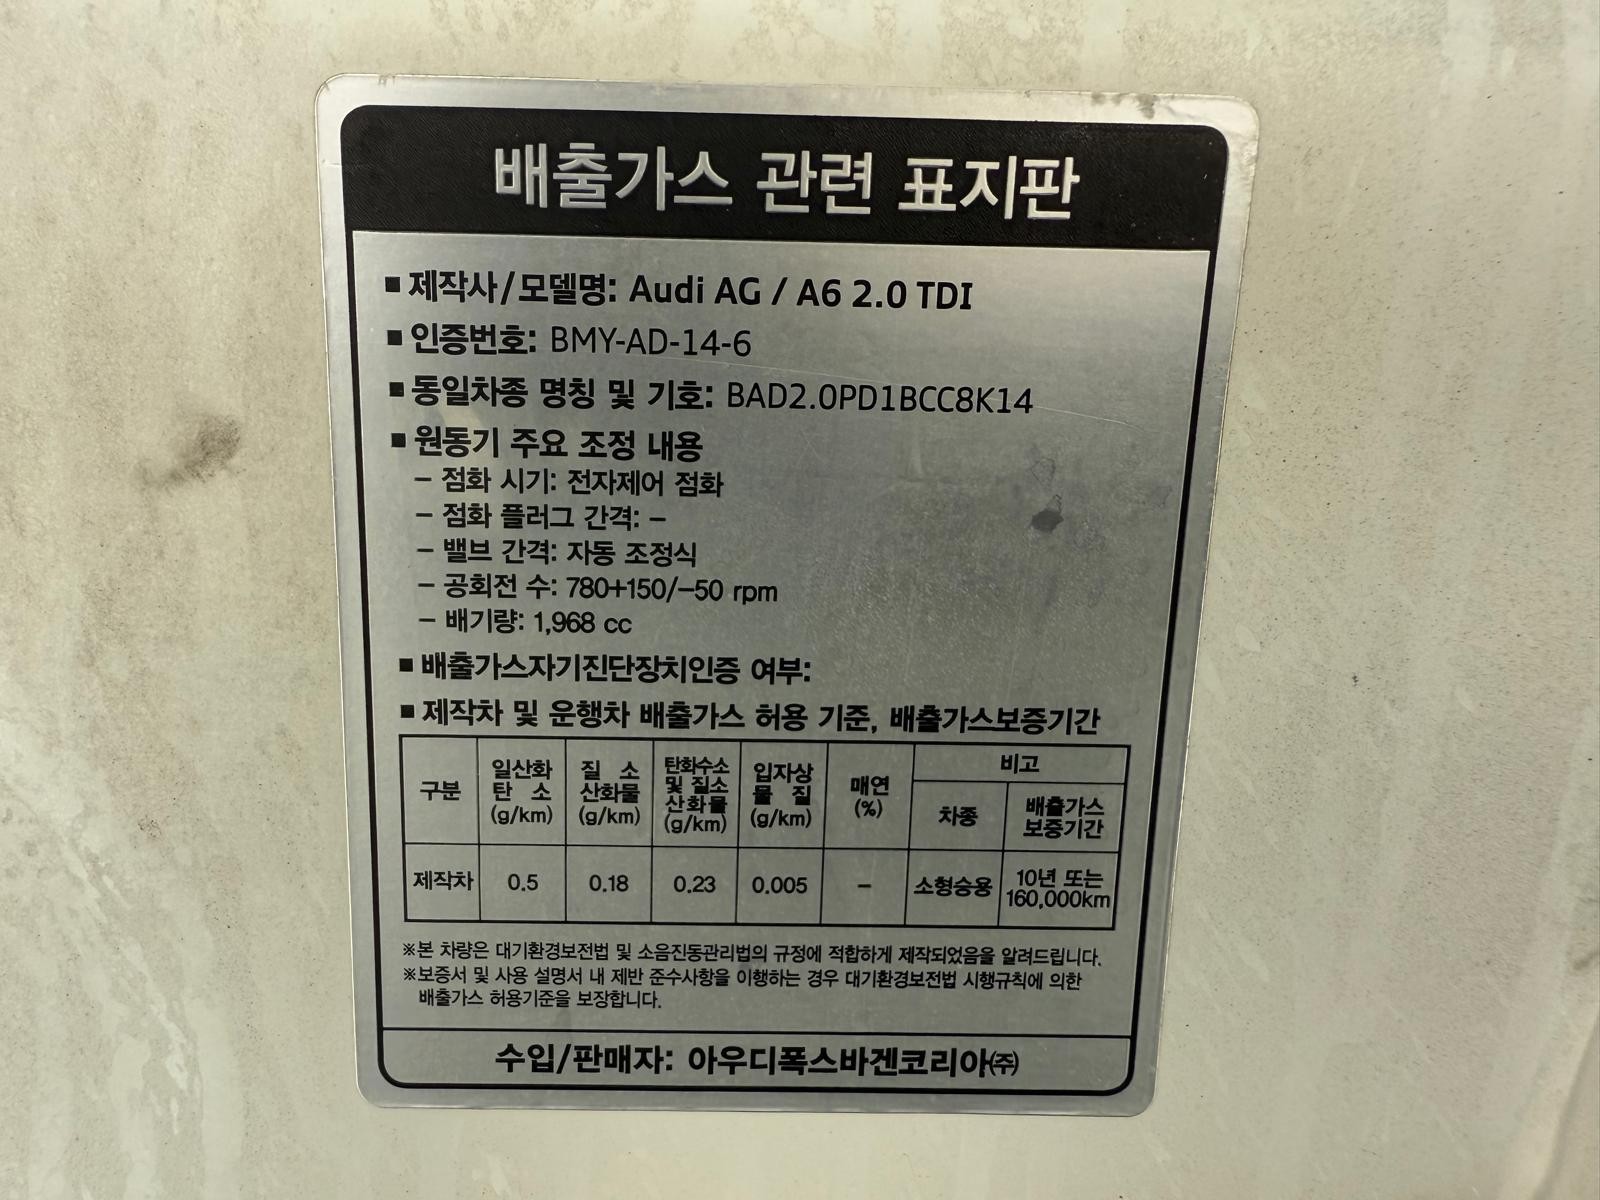 배출가스 관련 표지판
■ 제작사/모델명: Audi AG / A6 2.0 TDI
■ 인증번호: BMY-AD-14-6
■ 동일차종 명칭 및 기호: BAD2.0PD1BCC8K14
■ 원동기 주요 조정 내용
– 점화 시기: 전자제어 점화
– 점화 플러그 간격: –
– 밸브 간격: 자동 조정식
– 공회전 수: 780+150/−50 rpm
– 배기량: 1,968 cc
■ 배출가스자기진단장치인증 여부:
■ 제작차 및 운행차 배출가스 허용 기준, 배출가스보증기간
구분 일산화 탄 소 (g/km) 질 소 산화물 (g/km) 탄화수소 및 질소 산화물 (g/km) 입자상 물 질 (g/km) 매연 (%) 비고
차종 배출가스 보증기간
제작차 0.5 0.18 0.23 0.005 – 소형승용 10년 또는 160,000km
※본 차량은 대기환경보전법 및 소음진동관리법의 규정에 적합하게 제작되었음을 알려드립니다.
※보증서 및 사용 설명서 내 제반 준수사항을 이행하는 경우 대기환경보전법 시행규칙에 의한
배출가스 허용기준을 보장합니다.
수입/판매자: 아우디폭스바겐코리아㈜